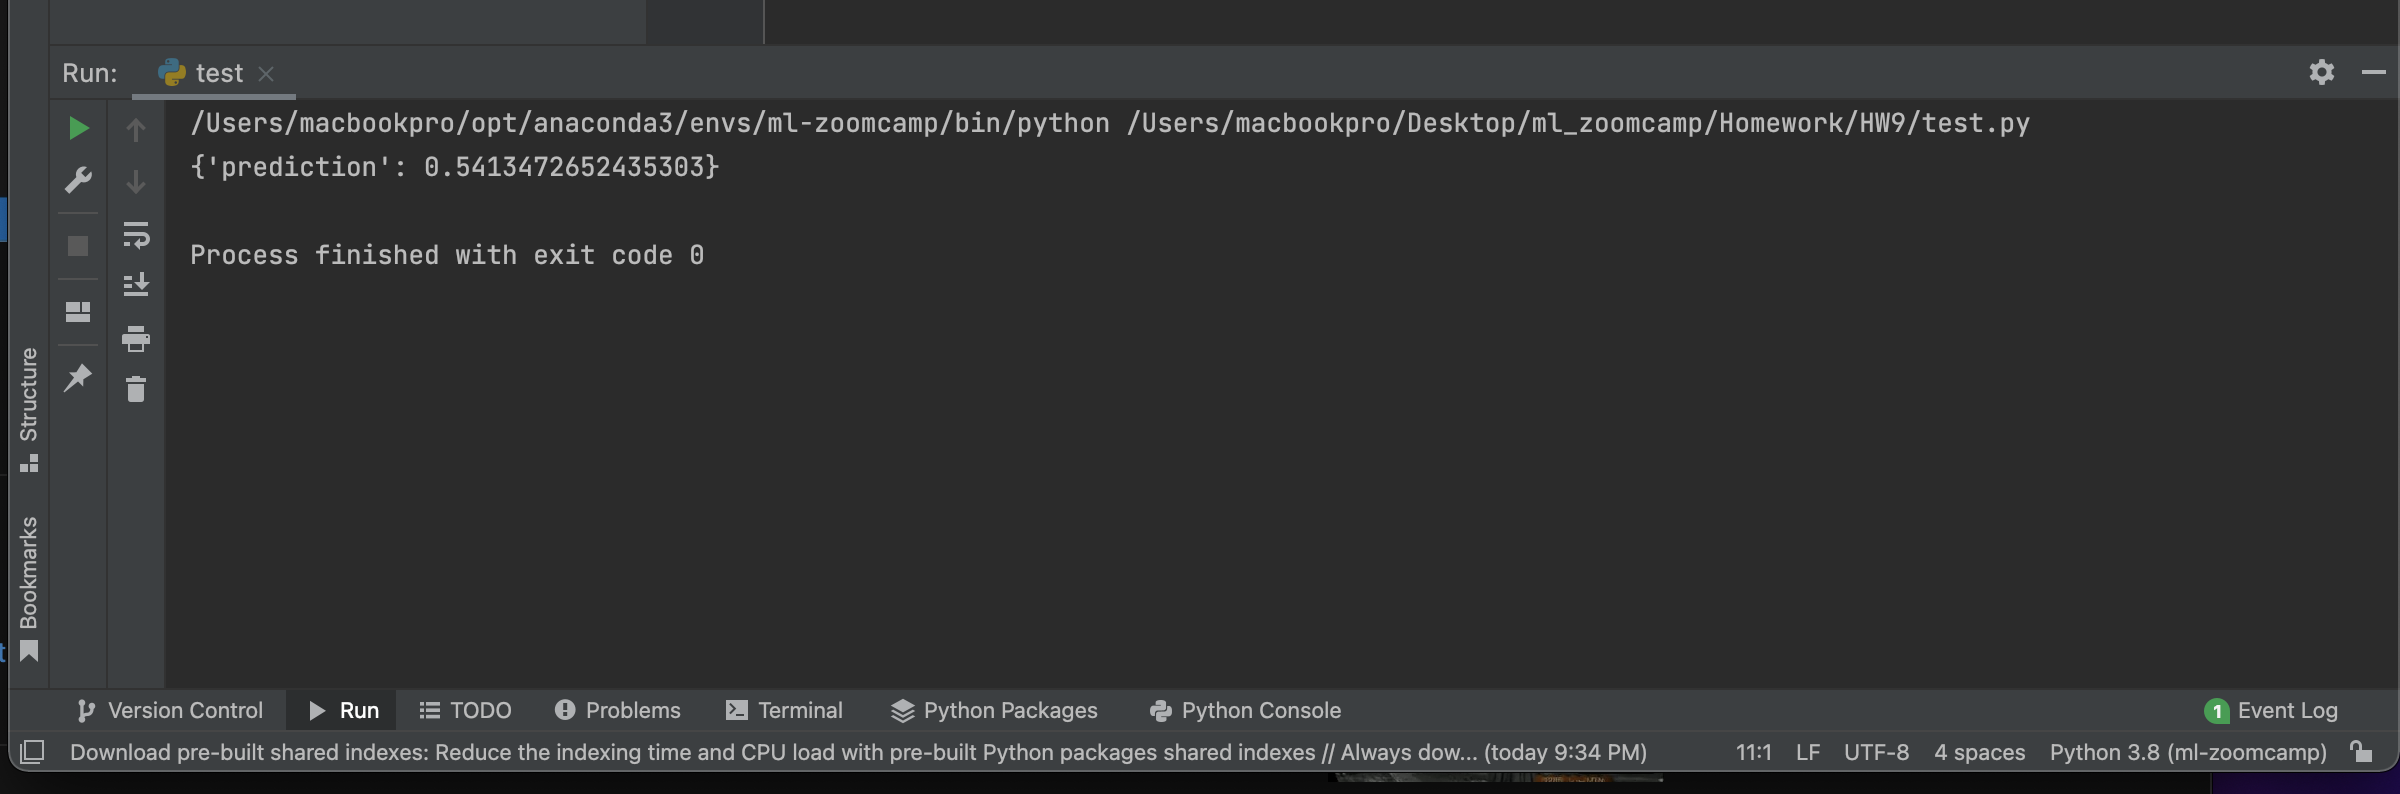 Run: test
/Users/macbookpro/opt/anaconda3/envs/ml-zoomcamp/bin/python /Users/macbookpro/Desktop/ml_zoomcamp/Homework/HW9/test.py
{'prediction': 0.5413472652435303}
Process finished with exit code 0
Structure
Bookmarks
t
Version Control Run TODO Problems Terminal Python Packages Python Console 1 Event Log
Download pre-built shared indexes: Reduce the indexing time and CPU load with pre-built Python packages shared indexes // Always dow... (today 9:34 PM) 11:1 LF UTF-8 4 spaces Python 3.8 (ml-zoomcamp)